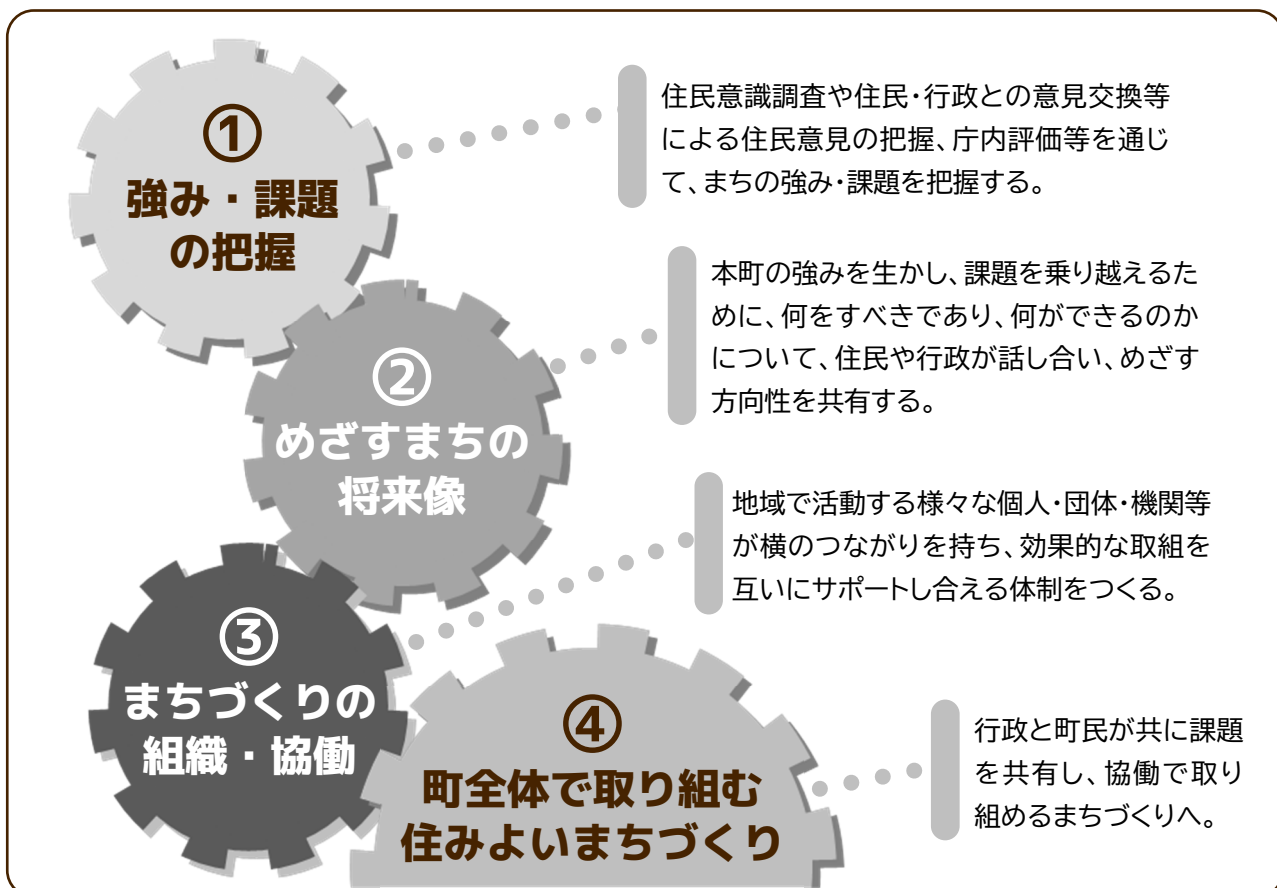 ①
強み・課題
の把握
住民意識調査や住民・行政との意見交換等
による住民意見の把握、庁内評価等を通じ
て、まちの強み・課題を把握する。
②
めざすまちの
将来像
本町の強みを生かし、課題を乗り越えるた
めに、何をすべきであり、何ができるのか
について、住民や行政が話し合い、めざす
方向性を共有する。
③
まちづくりの
組織・協働
地域で活動する様々な個人・団体・機関等
が横のつながりを持ち、効果的な取組を
互いにサポートし合える体制をつくる。
④
町全体で取り組む
住みよいまちづくり
行政と町民が共に課題
を共有し、協働で取り
組めるまちづくりへ。